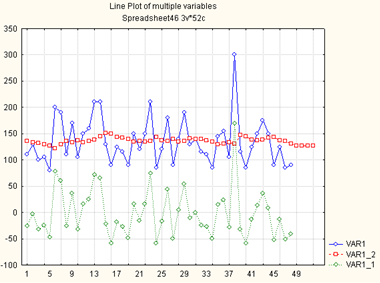 Line Plot of multiple variables
Spreadsheet46 3v*52c
350
300
250
200
150
100
50
0
-50
-100
1 5 9 13 17 21 25 29 33 37 41 45 49
VAR1
VAR1_2
VAR1_1